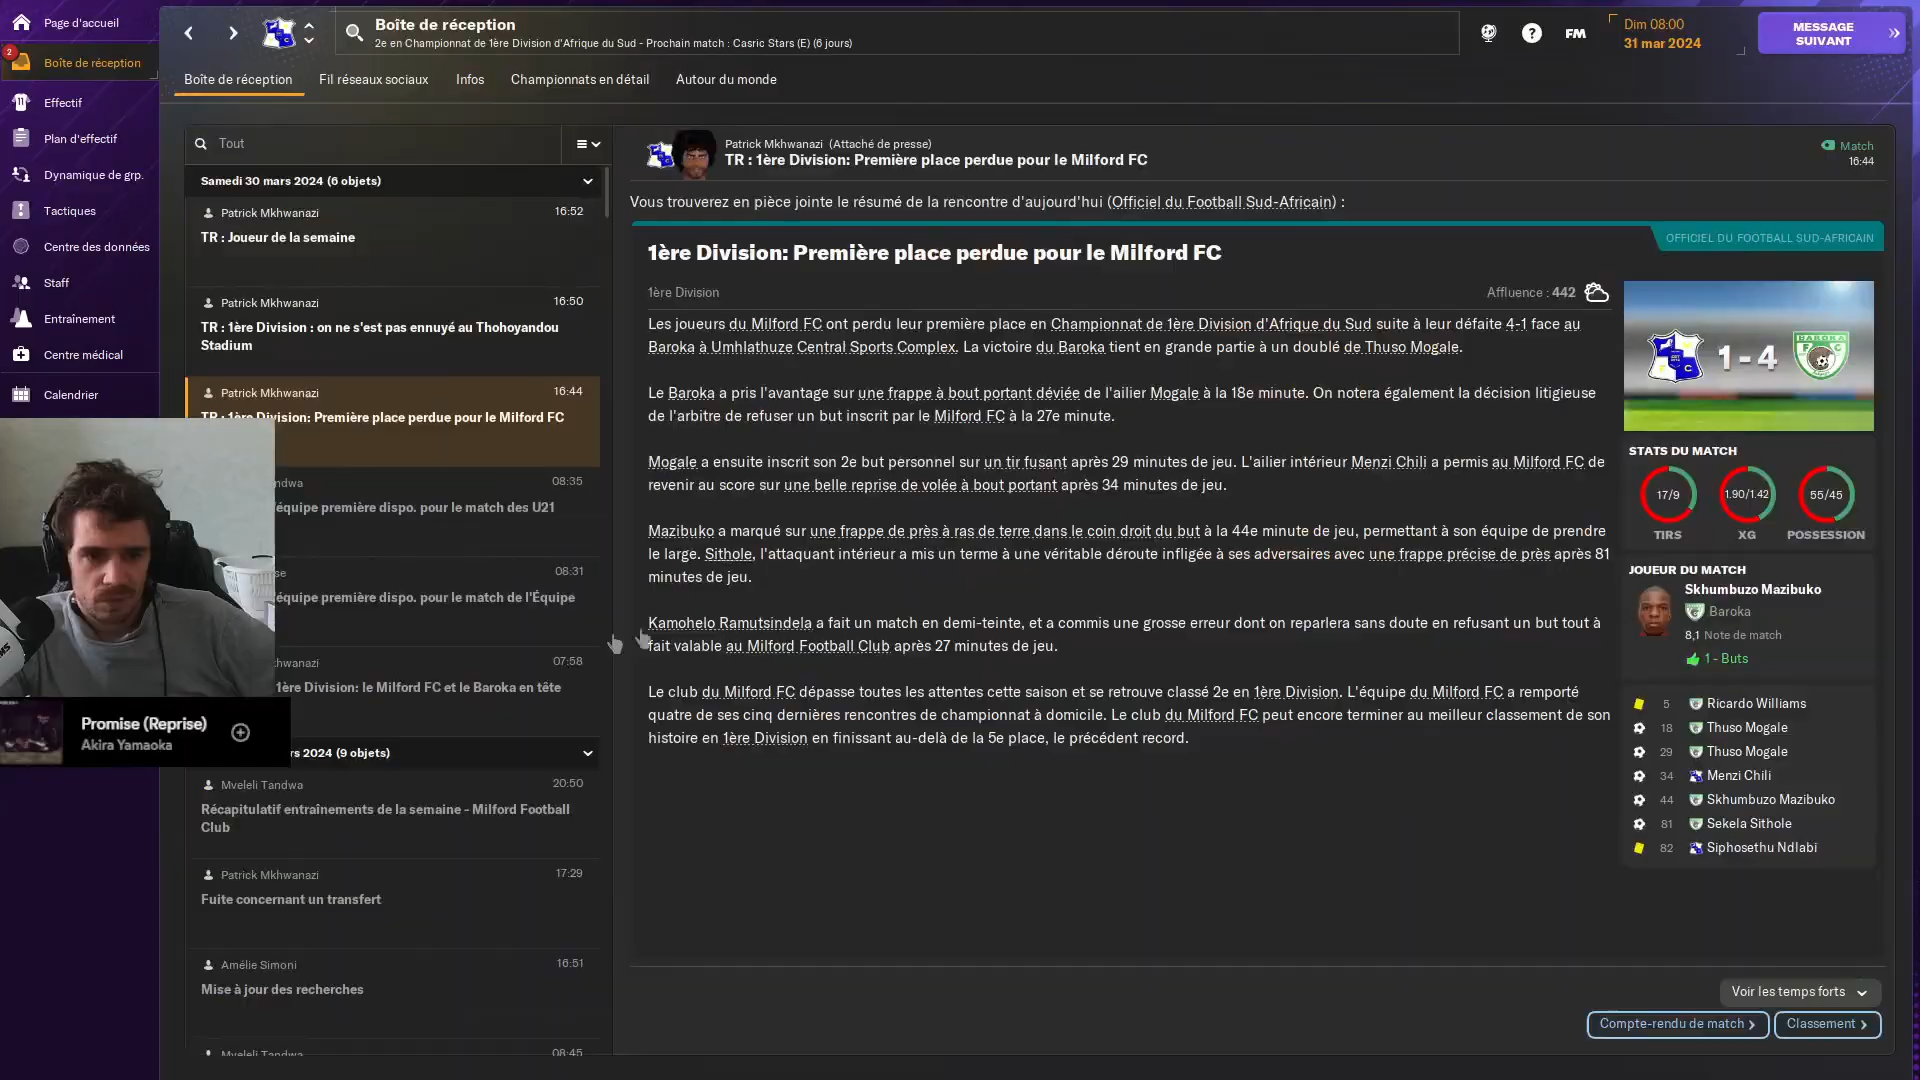 Page d'accueil
2
Boîte de réception
Effectif
Plan d'effectif
Dynamique de grp.
Tactiques
Centre des données
Staff
Entraînement
Centre médical
Calendrier
Boîte de réception
2e en Championnat de 1ère Division d'Afrique du Sud - Prochain match : Casric Stars (E) (6 jours)
FM
Dim 08:00
31 mar 2024
MESSAGE
SUIVANT
Boîte de réception
Fil réseaux sociaux
Infos
Championnats en détail
Autour du monde
Tout
Samedi 30 mars 2024 (6 objets)
Patrick Mkhwanazi
16:52
TR : Joueur de la semaine
Patrick Mkhwanazi
16:50
TR : 1ère Division : on ne s'est pas ennuyé au Thohoyandou
Stadium
Patrick Mkhwanazi
16:44
TR : 1ère Division: Première place perdue pour le Milford FC
ndwa
08:35
équipe première dispo. pour le match des U21
se
08:31
équipe première dispo. pour le match de l'Équipe
hwanazi
07:58
1ère Division: le Milford FC et le Baroka en tête
rs 2024 (9 objets)
Mveleli Tandwa
20:50
Récapitulatif entraînements de la semaine - Milford Football
Club
Patrick Mkhwanazi
17:29
Fuite concernant un transfert
Amélie Simoni
16:51
Mise à jour des recherches
Mveleli Tandwa
08:45
Promise (Reprise)
Akira Yamaoka
Patrick Mkhwanazi (Attaché de presse)
TR : 1ère Division: Première place perdue pour le Milford FC
Match
16:44
Vous trouverez en pièce jointe le résumé de la rencontre d'aujourd'hui (Officiel du Football Sud-Africain) :
OFFICIEL DU FOOTBALL SUD-AFRICAIN
1ère Division: Première place perdue pour le Milford FC
1ère Division
Affluence : 442
Les joueurs du Milford FC ont perdu leur première place en Championnat de 1ère Division d'Afrique du Sud suite à leur défaite 4-1 face au
Baroka à Umhlathuze Central Sports Complex. La victoire du Baroka tient en grande partie à un doublé de Thuso Mogale.
Le Baroka a pris l'avantage sur une frappe à bout portant déviée de l'ailier Mogale à la 18e minute. On notera également la décision litigieuse
de l'arbitre de refuser un but inscrit par le Milford FC à la 27e minute.
Mogale a ensuite inscrit son 2e but personnel sur un tir fusant après 29 minutes de jeu. L'ailier intérieur Menzi Chili a permis au Milford FC de
revenir au score sur une belle reprise de volée à bout portant après 34 minutes de jeu.
Mazibuko a marqué sur une frappe de près à ras de terre dans le coin droit du but à la 44e minute de jeu, permettant à son équipe de prendre
le large. Sithole, l'attaquant intérieur a mis un terme à une véritable déroute infligée à ses adversaires avec une frappe précise de près après 81
minutes de jeu.
Kamohelo Ramutsindela a fait un match en demi-teinte, et a commis une grosse erreur dont on reparlera sans doute en refusant un but tout à
fait valable au Milford Football Club après 27 minutes de jeu.
Le club du Milford FC dépasse toutes les attentes cette saison et se retrouve classé 2e en 1ère Division. L'équipe du Milford FC a remporté
quatre de ses cinq dernières rencontres de championnat à domicile. Le club du Milford FC peut encore terminer au meilleur classement de son
histoire en 1ère Division en finissant au-delà de la 5e place, le précédent record.
1 - 4
STATS DU MATCH
17/9
1.90/1.42
55/45
TIRS
XG
POSSESSION
JOUEUR DU MATCH
Skhumbuzo Mazibuko
Baroka
8,1 Note de match
1 - Buts
5 Ricardo Williams
18 Thuso Mogale
29 Thuso Mogale
34 Menzi Chili
44 Skhumbuzo Mazibuko
81 Sekela Sithole
82 Siphosethu Ndlabi
Voir les temps forts
Compte-rendu de match
Classement